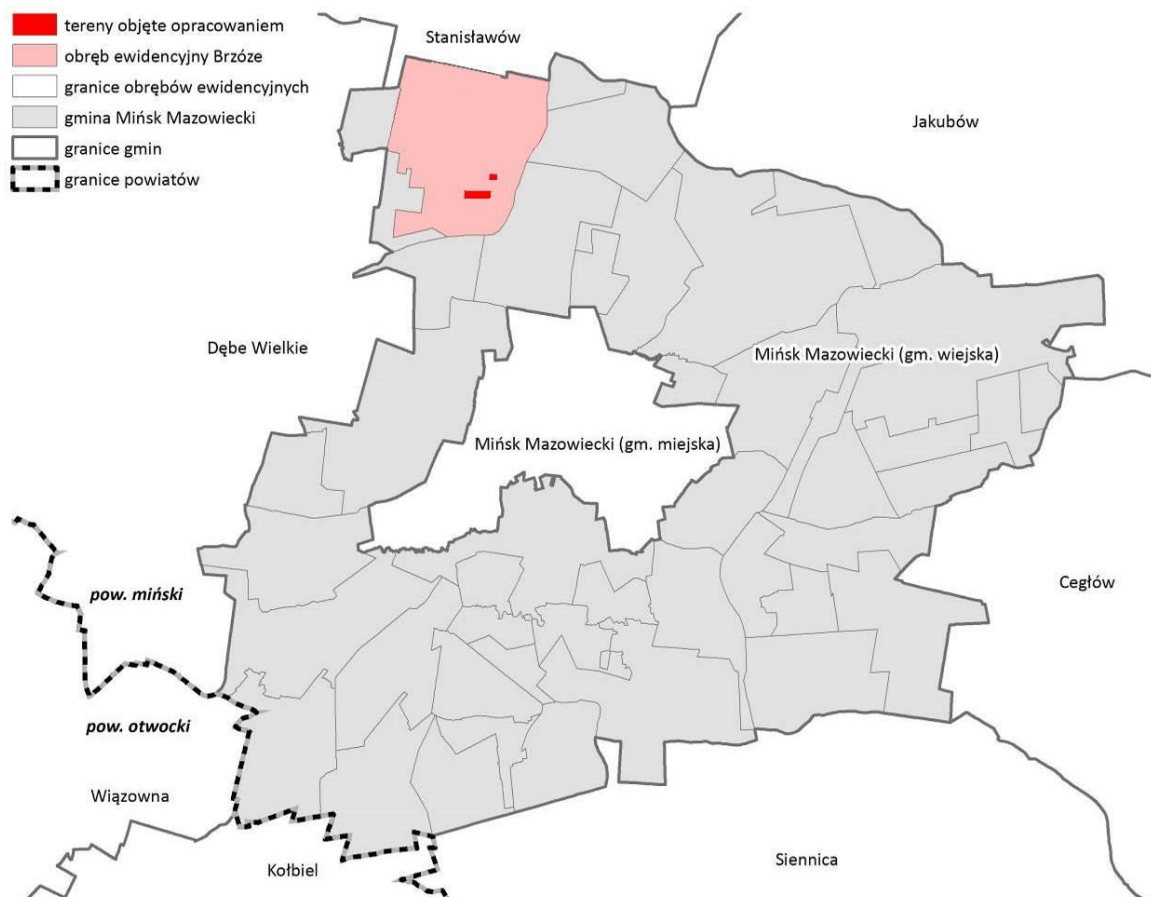 tereny objęte opracowaniem
obręb ewidencyjny Brzóze
granice obrębów ewidencyjnych
gmina Mińsk Mazowiecki
granice gmin
granice powiatów
Stanisławów
Jakubów
Dębe Wielkie
Mińsk Mazowiecki (gm. wiejska)
Mińsk Mazowiecki (gm. miejska)
Cegłów
pow. miński
pow. otwocki
Wiązowna
Kołbiel
Siennica